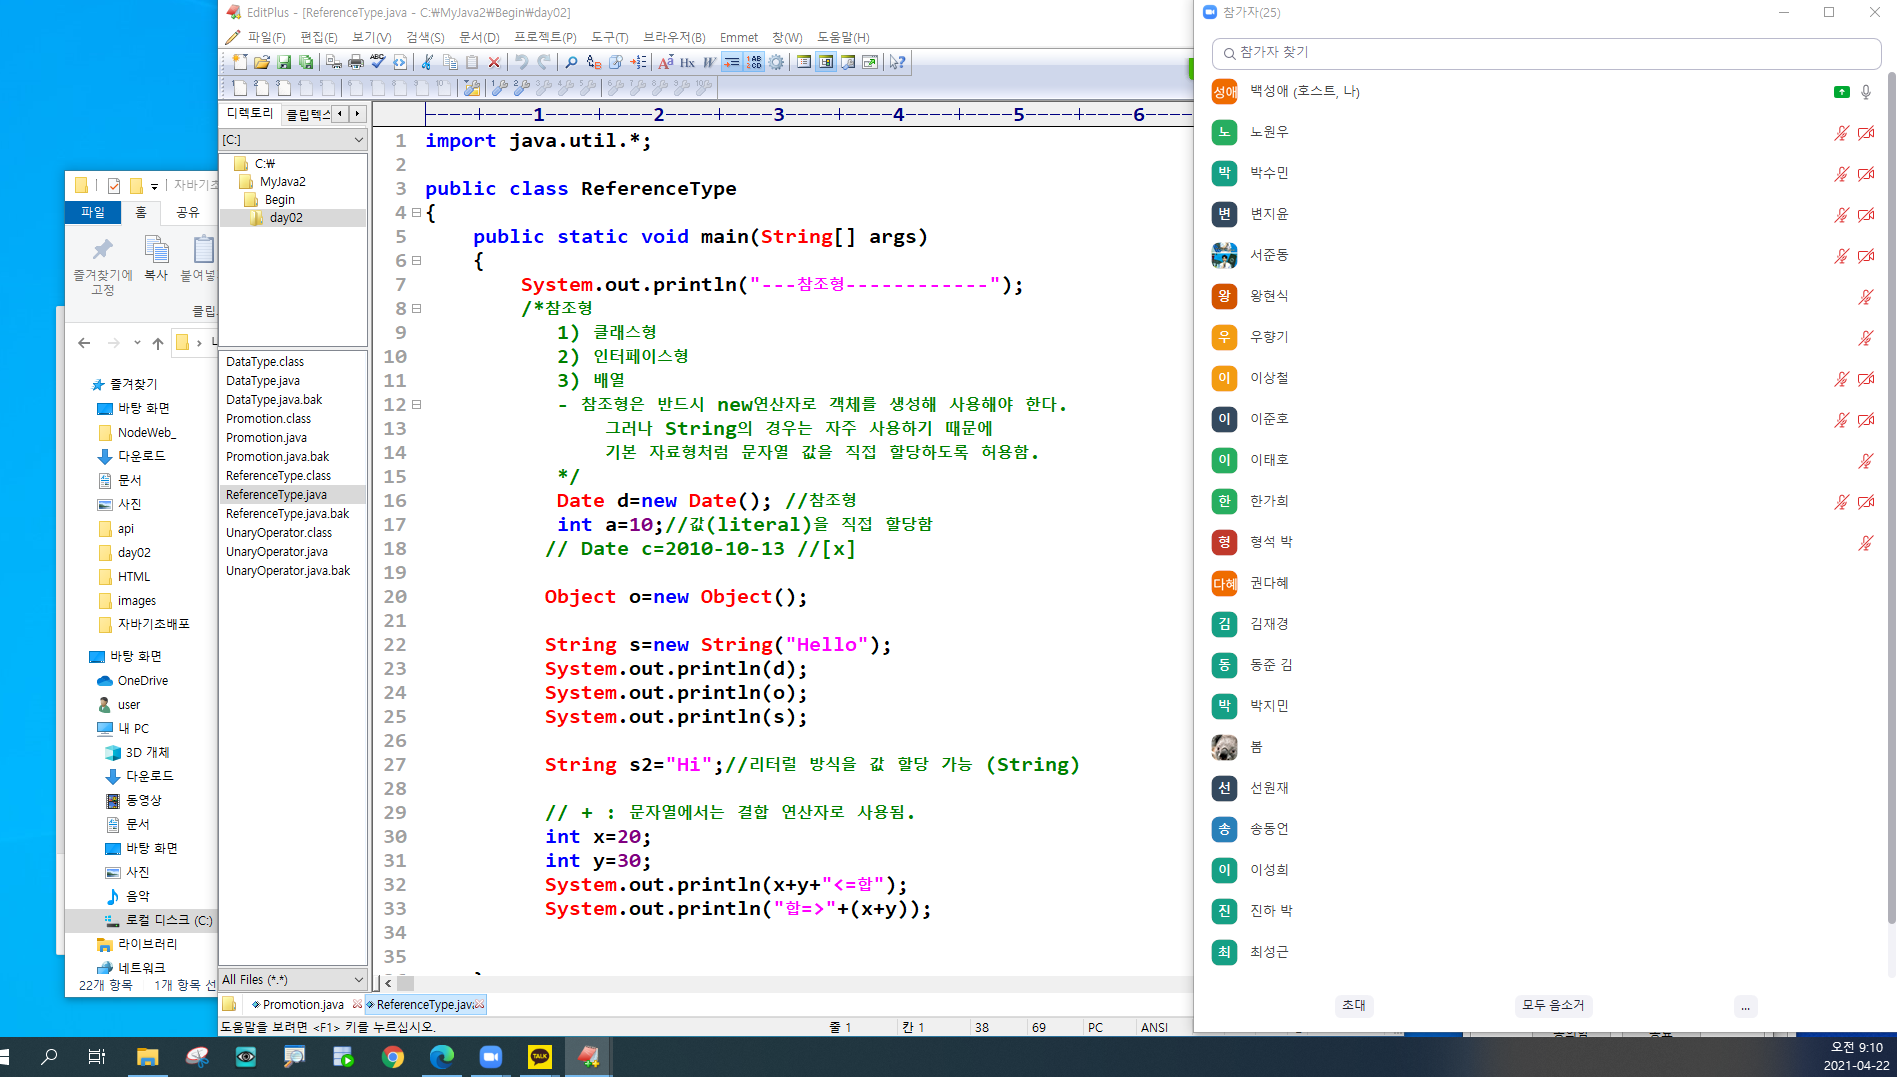 EditPlus - [ReferenceType.java - C:₩MyJava2₩Begin₩day02]
파일(F) 편집(E) 보기(V) 검색(S) 문서(D) 프로젝트(P) 도구(T) 브라우저(B) Emmet 창(W) 도움말(H)
디렉토리 클립텍스
[C:]
C:₩
MyJava2
Begin
day02
DataType.class
DataType.java
DataType.java.bak
Promotion.class
Promotion.java
Promotion.java.bak
ReferenceType.class
ReferenceType.java
ReferenceType.java.bak
UnaryOperator.class
UnaryOperator.java
UnaryOperator.java.bak
All Files (*.*)
----+----1----+----2----+----3----+----4----+----5----+----6----
1 import java.util.*;
2
3 public class ReferenceType
4 {
5 public static void main(String[] args)
6 {
7 System.out.println("---참조형------------");
8 /*참조형
9 1) 클래스형
10 2) 인터페이스형
11 3) 배열
12 - 참조형은 반드시 new연산자로 객체를 생성해 사용해야 한다.
13 그러나 String의 경우는 자주 사용하기 때문에
14 기본 자료형처럼 문자열 값을 직접 할당하도록 허용함.
15 */
16 Date d=new Date(); //참조형
17 int a=10;//값(literal)을 직접 할당함
18 // Date c=2010-10-13 //[x]
19
20 Object o=new Object();
21
22 String s=new String("Hello");
23 System.out.println(d);
24 System.out.println(o);
25 System.out.println(s);
26
27 String s2="Hi";//리터럴 방식을 값 할당 가능 (String)
28
29 // + : 문자열에서는 결합 연산자로 사용됨.
30 int x=20;
31 int y=30;
32 System.out.println(x+y+"<=합");
33 System.out.println("합=>"+(x+y));
34
35
Promotion.java ReferenceType.java
도움말을 보려면 <F1> 키를 누르십시오. 줄 1 칸 1 38 69 PC ANSI
자바기초
파일 홈 공유
즐겨찾기에 고정
복사
붙여넣
클립
즐겨찾기
바탕 화면
NodeWeb_
다운로드
문서
사진
api
day02
HTML
images
자바기초배포
바탕 화면
OneDrive
user
내 PC
3D 개체
다운로드
동영상
문서
바탕 화면
사진
음악
로컬 디스크 (C:)
라이브러리
네트워크
22개 항목 1개 항목 선
참가자(25)
참가자 찾기
성애 백성애 (호스트, 나)
노 노원우
박 박수민
변 변지윤
서준동
왕 왕현식
우 우향기
이 이상철
이 이준호
이 이태호
한 한가희
형 형석 박
다혜 권다혜
김 김재경
동 동준 김
박 박지민
봄
선 선원재
송 송동언
이 이성희
진 진하 박
최 최성근
초대 모두 음소거 ...
TALK
오전 9:10
2021-04-22